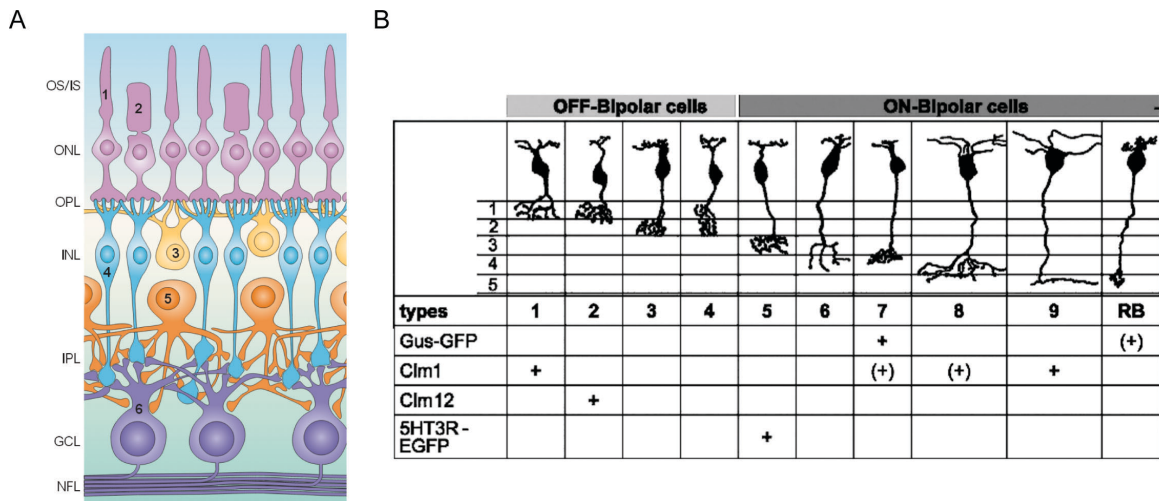 A
B
OS/IS
ONL
OPL
INL
IPL
GCL
NFL
1
2
3
4
5
6
OFF-Bipolar cells ON-Bipolar cells
1
2
3
4
5
types 1 2 3 4 5 6 7 8 9 RB
Gus-GFP + (+)
Clm1 + (+) (+) +
Clm12 +
5HT3R-
EGFP +